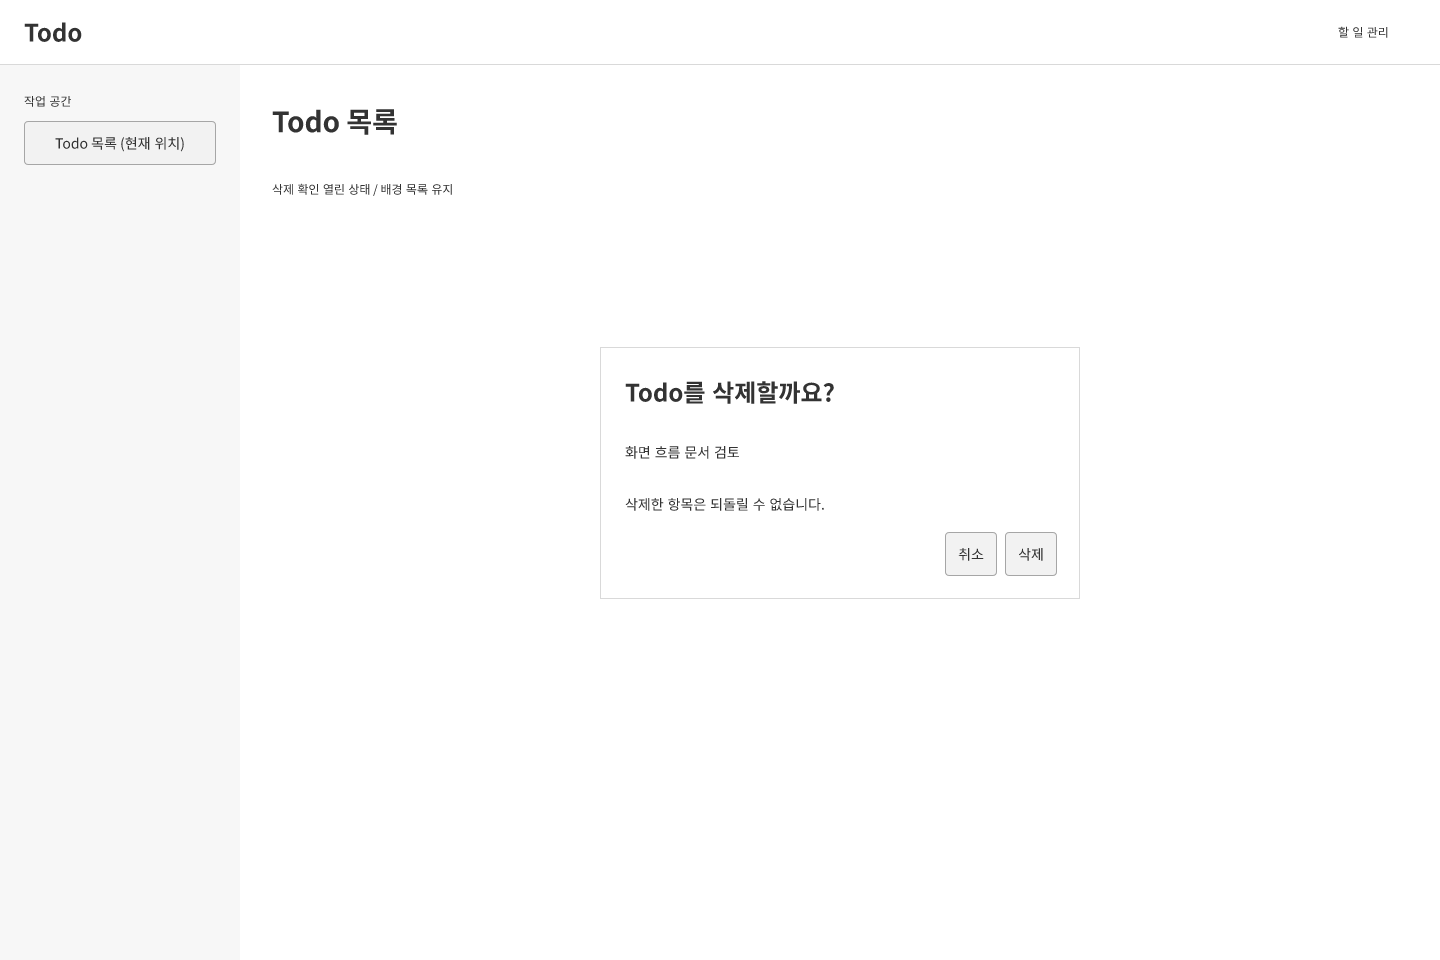 Todo
할 일 관리
작업 공간
Todo 목록 (현재 위치)
Todo 목록
삭제 확인 열린 상태 / 배경 목록 유지
Todo를 삭제할까요?
화면 흐름 문서 검토
삭제한 항목은 되돌릴 수 없습니다.
취소
삭제